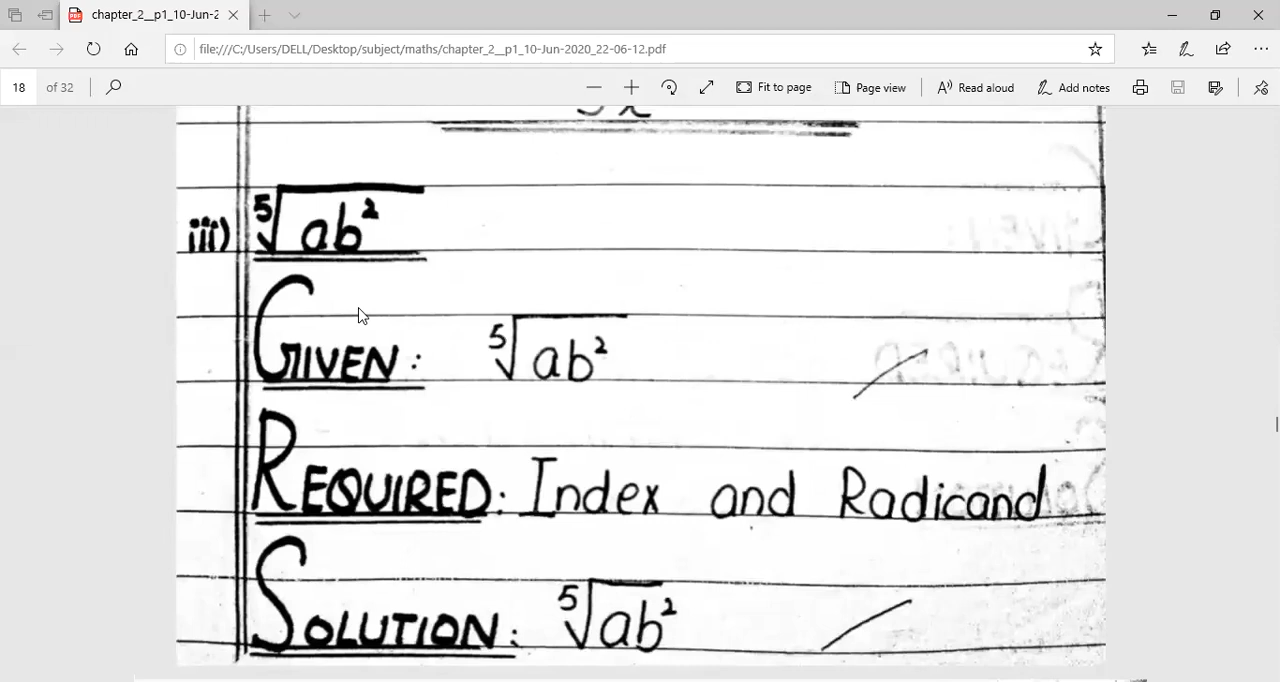 chapter_2__p1_10-Jun-2
file:///C:/Users/DELL/Desktop/subject/maths/chapter_2__p1_10-Jun-2020_22-06-12.pdf
18 of 32
Fit to page
Page view
Read aloud
Add notes
iii) ⁵√ab²
GIVEN: ⁵√ab²
REQUIRED: Index and Radicand
SOLUTION: ⁵√ab²